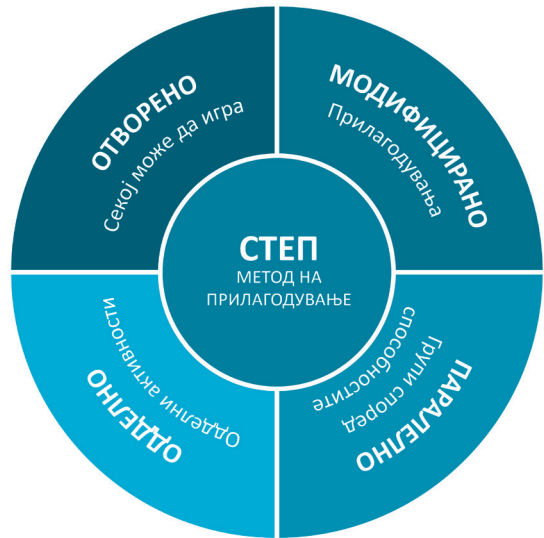 ОТВОРЕНО
Секој може да игра
МОДИФИЦИРАНО
Прилагодувања
СТЕП
МЕТОД НА
ПРИЛАГОДУВАЊЕ
ПАРАЛЕЛНО
Групи според
способностите
ОДДЕЛНО
Одделни активности